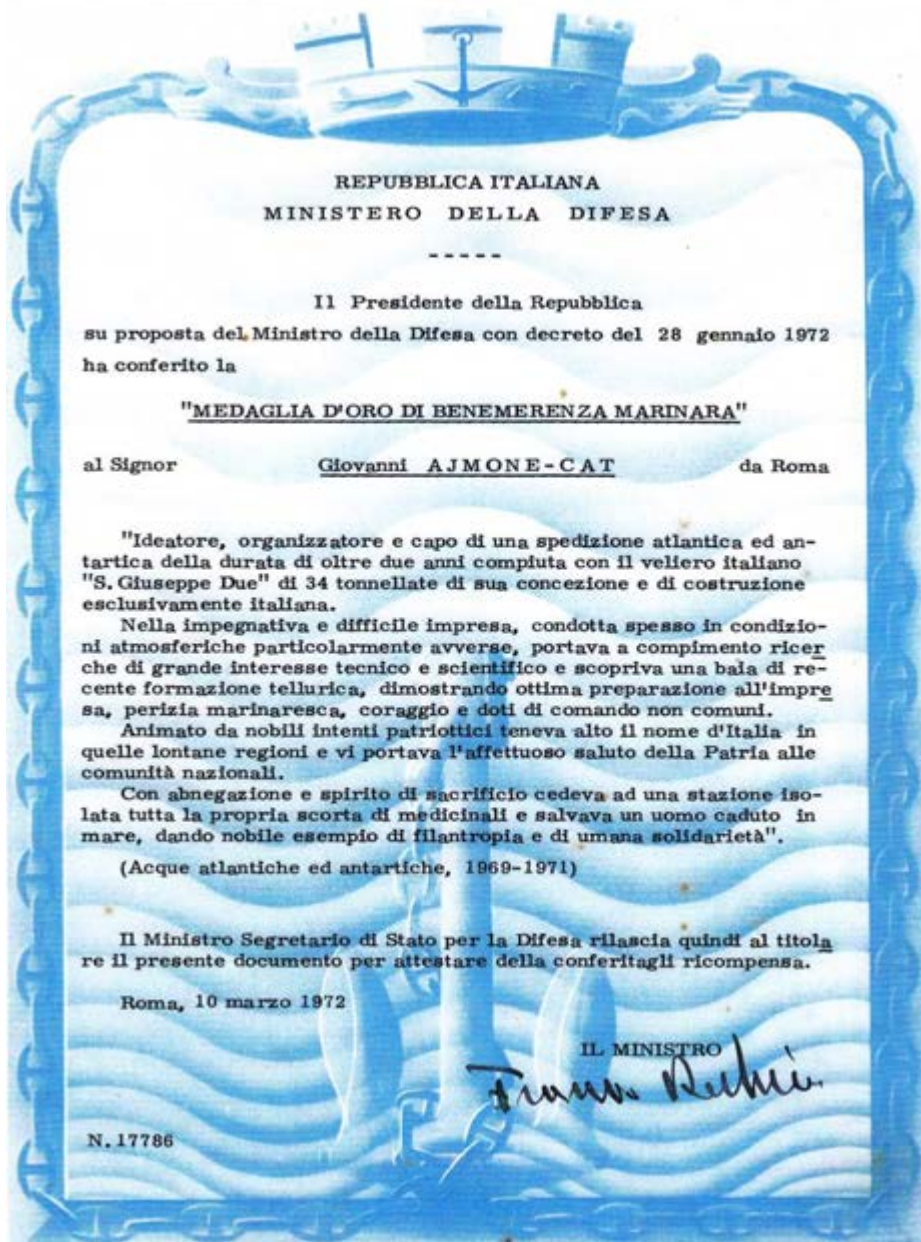 REPUBBLICA ITALIANA
MINISTERO DELLA DIFESA
-----
Il Presidente della Repubblica
su proposta del Ministro della Difesa con decreto del 28 gennaio 1972
ha conferito la
"MEDAGLIA D'ORO DI BENEMERENZA MARINARA"
al Signor Giovanni AJMONE-CAT da Roma
"Ideatore, organizzatore e capo di una spedizione atlantica ed an-
tartica della durata di oltre due anni compiuta con il veliero italiano
"S. Giuseppe Due" di 34 tonnellate di sua concezione e di costruzione
esclusivamente italiana.
Nella impegnativa e difficile impresa, condotta spesso in condizio-
ni atmosferiche particolarmente avverse, portava a compimento ricer
che di grande interesse tecnico e scientifico e scopriva una baia di re-
cente formazione tellurica, dimostrando ottima preparazione all'impre
sa, perizia marinaresca, coraggio e doti di comando non comuni.
Animato da nobili intenti patriottici teneva alto il nome d'Italia in
quelle lontane regioni e vi portava l'affettuoso saluto della Patria alle
comunità nazionali.
Con abnegazione e spirito di sacrificio cedeva ad una stazione iso-
lata tutta la propria scorta di medicinali e salvava un uomo caduto in
mare, dando nobile esempio di filantropia e di umana solidarietà".
(Acque atlantiche ed antartiche, 1969-1971)
Il Ministro Segretario di Stato per la Difesa rilascia quindi al titola
re il presente documento per attestare della conferitagli ricompensa.
Roma, 10 marzo 1972
IL MINISTRO
N. 17786